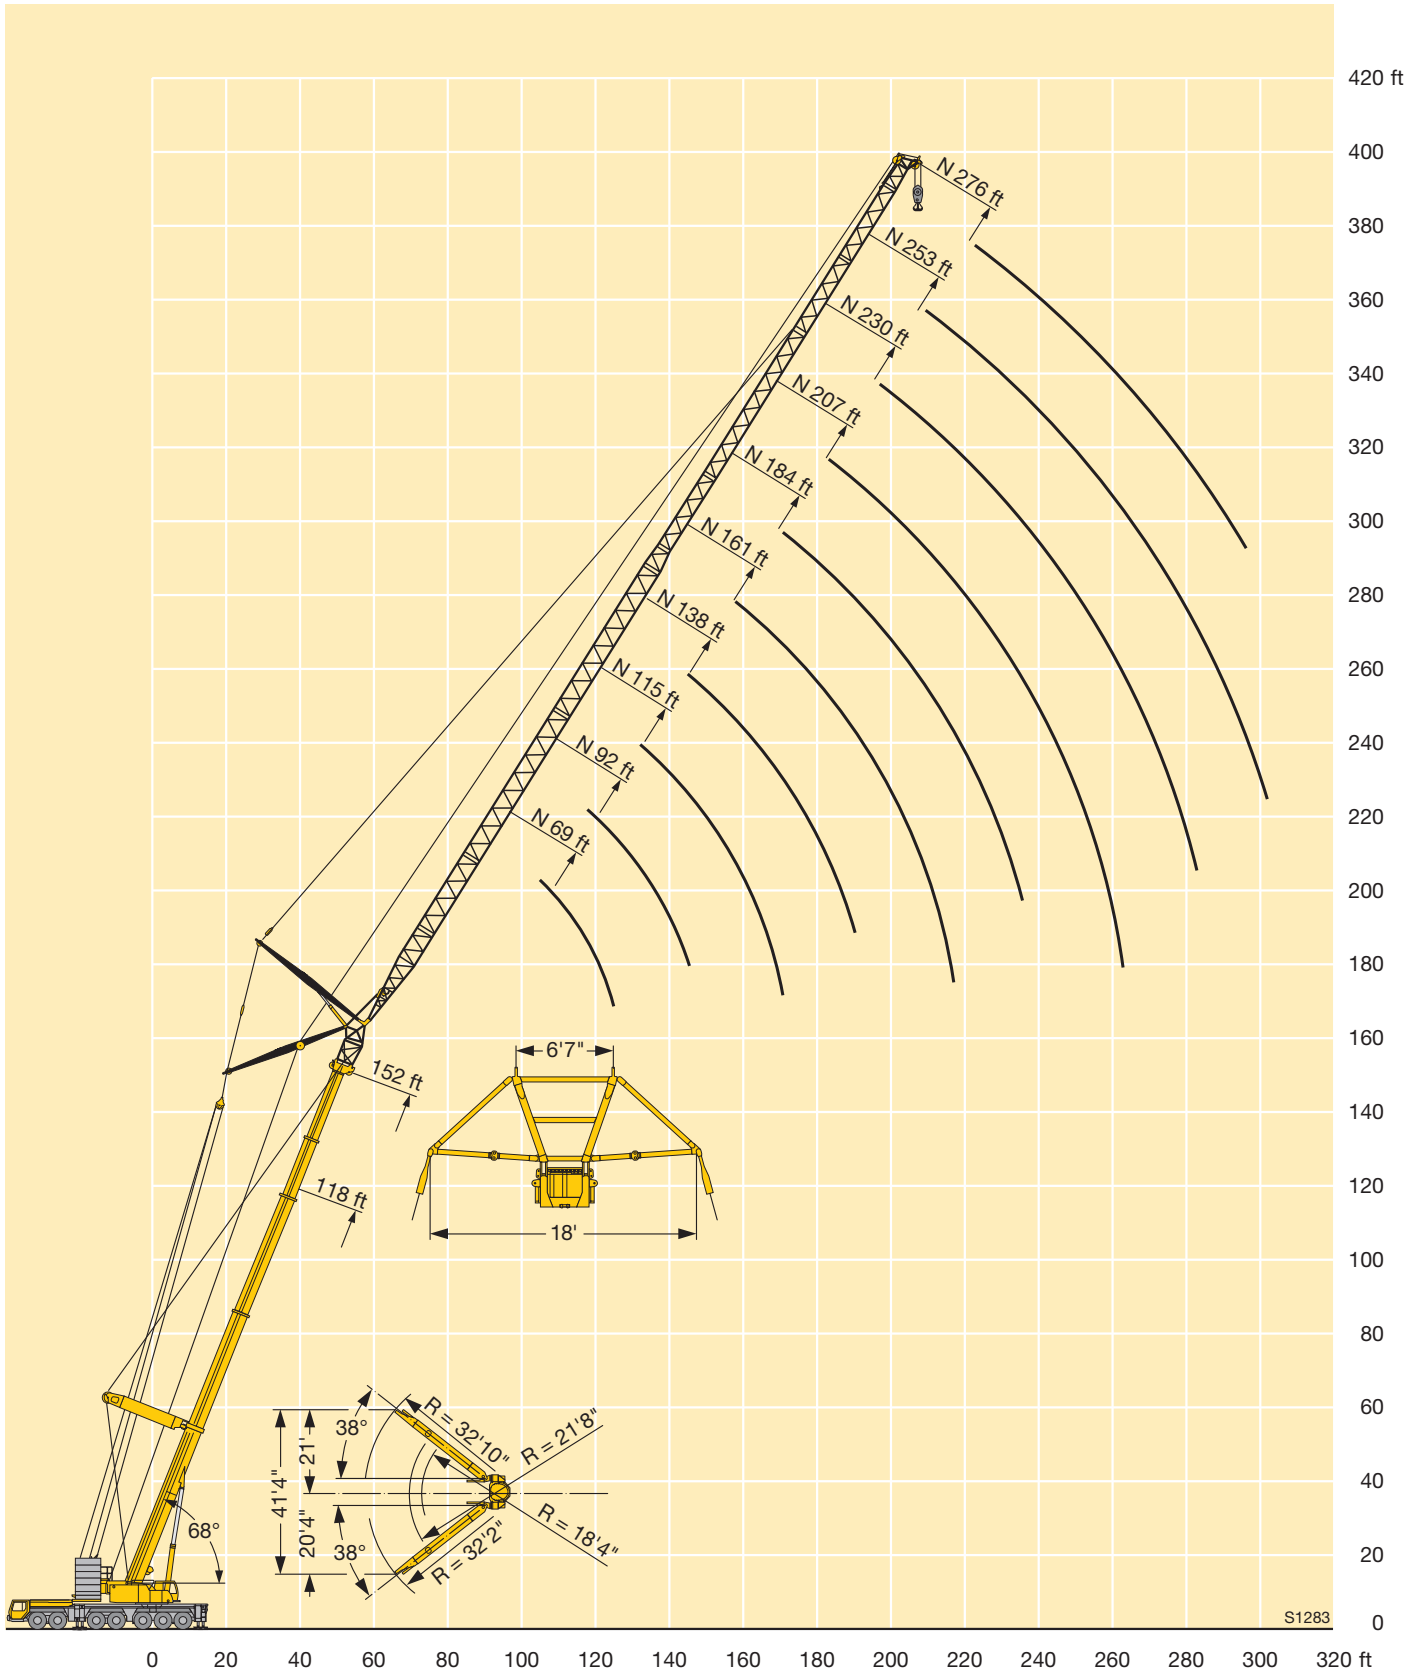 420 ft
400
380
360
340
320
300
280
260
240
220
200
180
160
140
120
100
80
60
40
20
0
N 276 ft
N 253 ft
N 230 ft
N 207 ft
N 184 ft
N 161 ft
N 138 ft
N 115 ft
N 92 ft
N 69 ft
152 ft
118 ft
6'7"
18'
68°
38°
21'
41'4"
20'4"
38°
R = 32'10"
R = 21'8"
R = 18'4"
R = 32'2"
S1283
0 20 40 60 80 100 120 140 160 180 200 220 240 260 280 300 320 ft